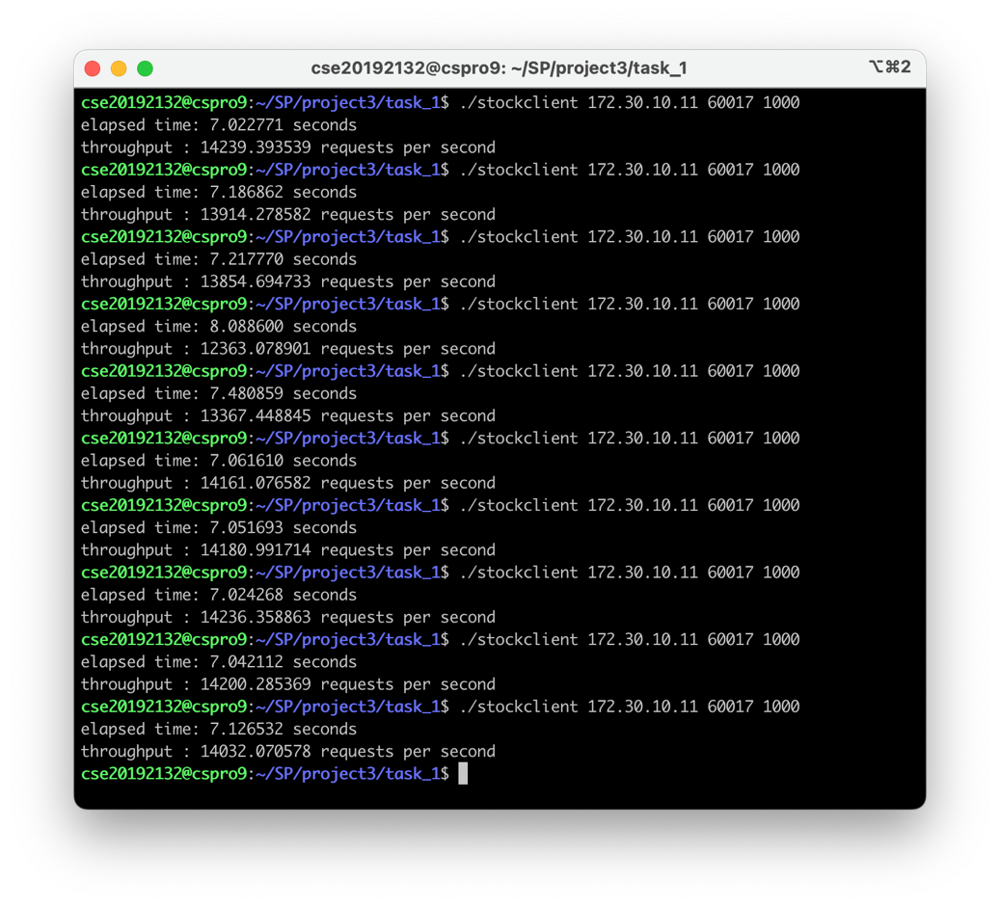 cse20192132@cspro9: ~/SP/project3/task_1 ⌥⌘2
cse20192132@cspro9:~/SP/project3/task_1$ ./stockclient 172.30.10.11 60017 1000
elapsed time: 7.022771 seconds
throughput : 14239.393539 requests per second
cse20192132@cspro9:~/SP/project3/task_1$ ./stockclient 172.30.10.11 60017 1000
elapsed time: 7.186862 seconds
throughput : 13914.278582 requests per second
cse20192132@cspro9:~/SP/project3/task_1$ ./stockclient 172.30.10.11 60017 1000
elapsed time: 7.217770 seconds
throughput : 13854.694733 requests per second
cse20192132@cspro9:~/SP/project3/task_1$ ./stockclient 172.30.10.11 60017 1000
elapsed time: 8.088600 seconds
throughput : 12363.078901 requests per second
cse20192132@cspro9:~/SP/project3/task_1$ ./stockclient 172.30.10.11 60017 1000
elapsed time: 7.480859 seconds
throughput : 13367.448845 requests per second
cse20192132@cspro9:~/SP/project3/task_1$ ./stockclient 172.30.10.11 60017 1000
elapsed time: 7.061610 seconds
throughput : 14161.076582 requests per second
cse20192132@cspro9:~/SP/project3/task_1$ ./stockclient 172.30.10.11 60017 1000
elapsed time: 7.051693 seconds
throughput : 14180.991714 requests per second
cse20192132@cspro9:~/SP/project3/task_1$ ./stockclient 172.30.10.11 60017 1000
elapsed time: 7.024268 seconds
throughput : 14236.358863 requests per second
cse20192132@cspro9:~/SP/project3/task_1$ ./stockclient 172.30.10.11 60017 1000
elapsed time: 7.042112 seconds
throughput : 14200.285369 requests per second
cse20192132@cspro9:~/SP/project3/task_1$ ./stockclient 172.30.10.11 60017 1000
elapsed time: 7.126532 seconds
throughput : 14032.070578 requests per second
cse20192132@cspro9:~/SP/project3/task_1$